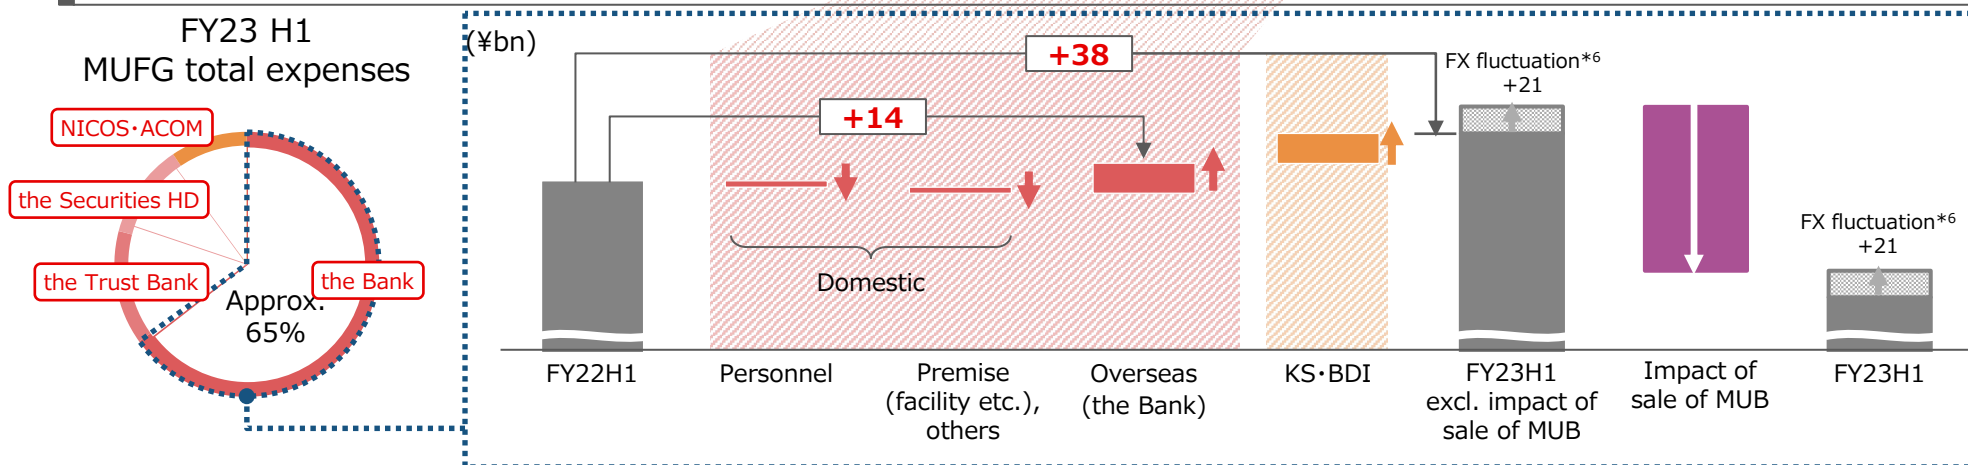 FY23 H1
MUFG total expenses
NICOS・ACOM
the Securities HD
the Trust Bank
the Bank
Approx.
65%
(¥bn)
+38
+14
Domestic
FX fluctuation*6
+21
FX fluctuation*6
+21
FY22H1
Personnel
Premise
(facility etc.),
others
Overseas
(the Bank)
KS・BDI
FY23H1
excl. impact of
sale of MUB
Impact of
sale of MUB
FY23H1